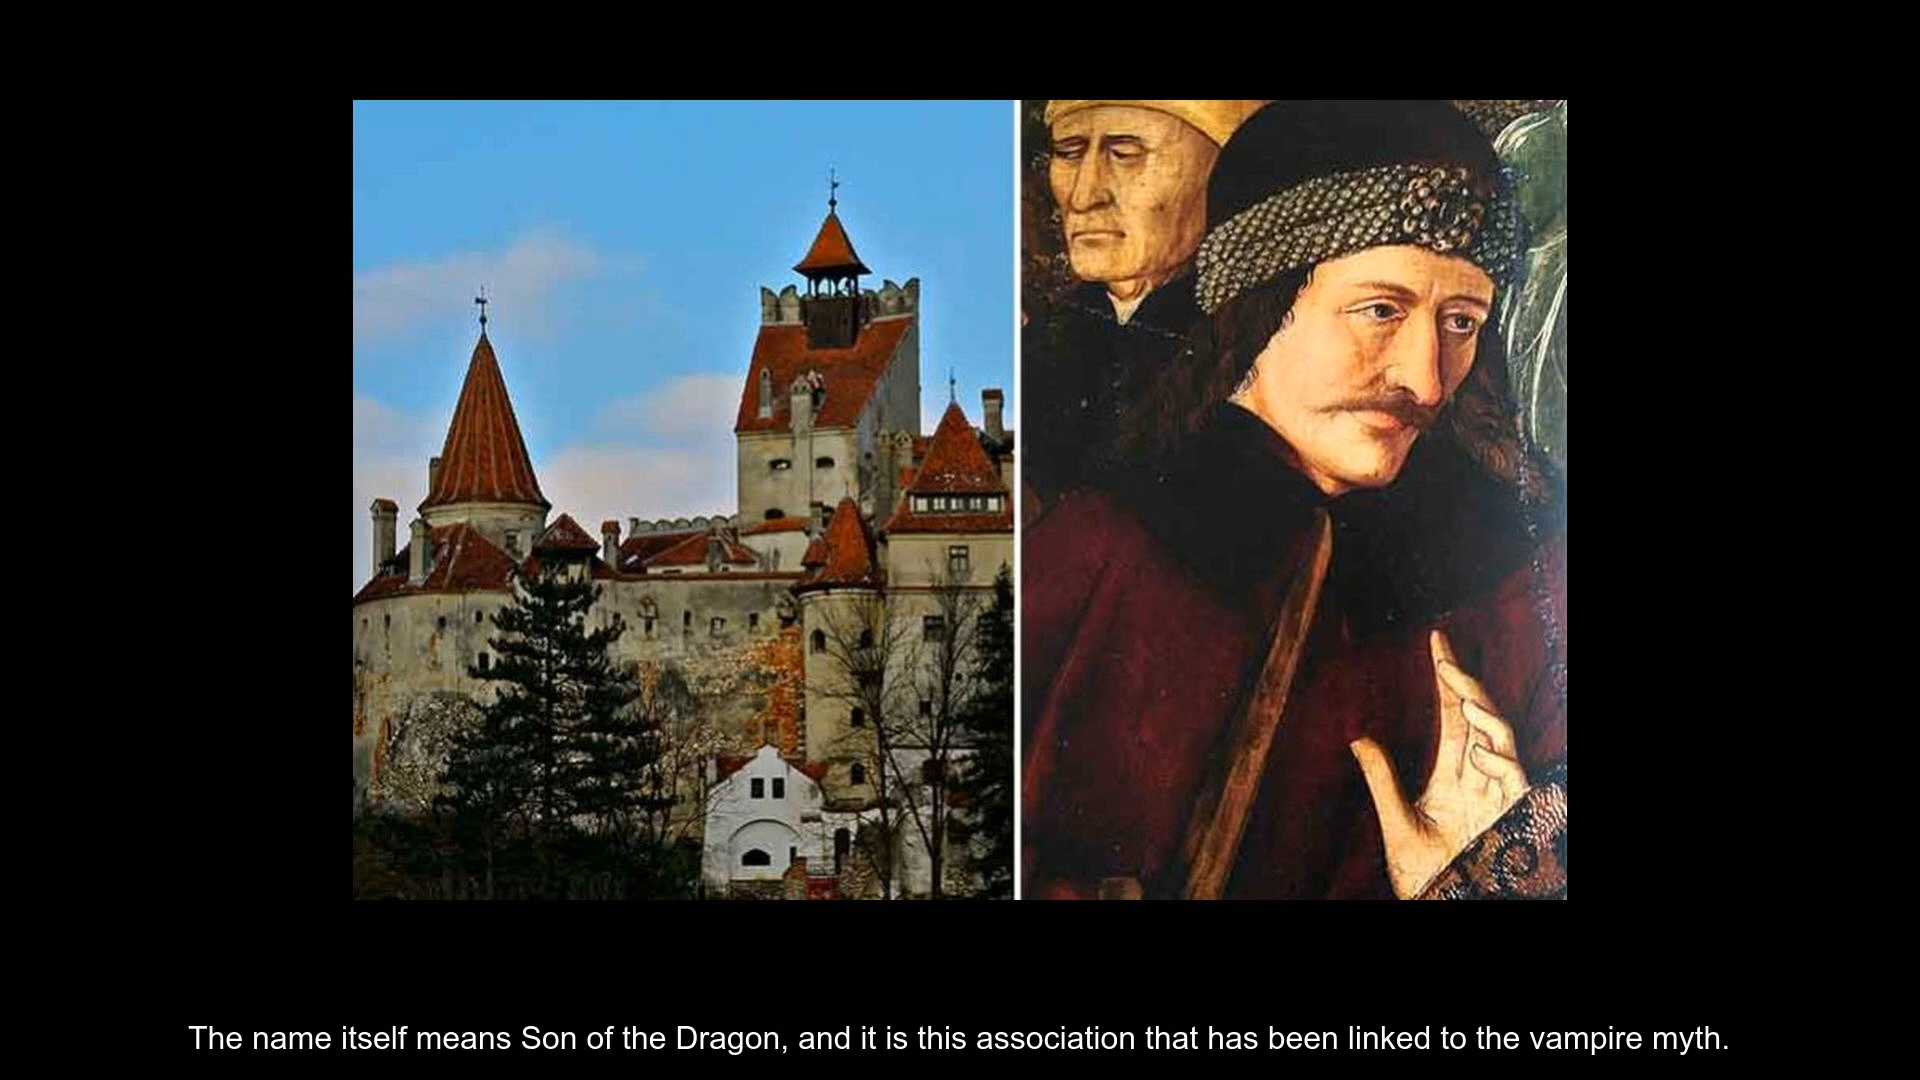 The name itself means Son of the Dragon, and it is this association that has been linked to the vampire myth.